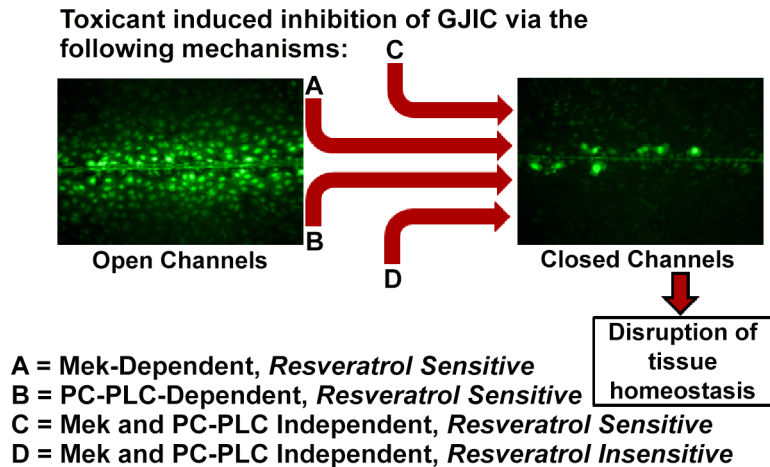 Toxicant induced inhibition of GJIC via the
following mechanisms:
C
A
B
D
Open Channels
Closed Channels
Disruption of
tissue
homeostasis
A = Mek-Dependent, Resveratrol Sensitive
B = PC-PLC-Dependent, Resveratrol Sensitive
C = Mek and PC-PLC Independent, Resveratrol Sensitive
D = Mek and PC-PLC Independent, Resveratrol Insensitive